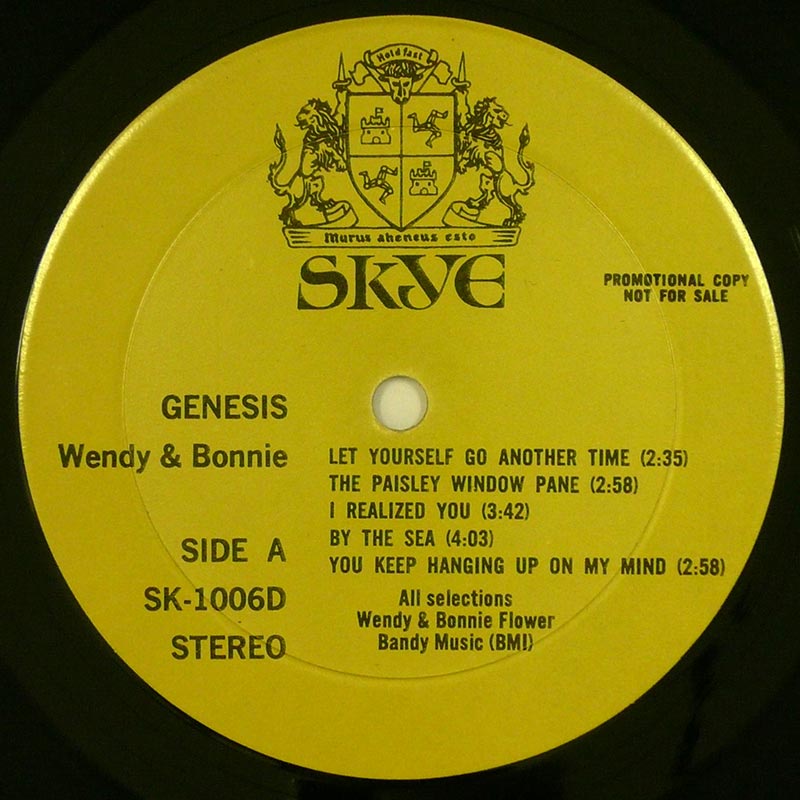 Hold fast
Murus aheneus esto
SKYE
PROMOTIONAL COPY
NOT FOR SALE
GENESIS
Wendy & Bonnie
SIDE A
SK-1006D
STEREO
LET YOURSELF GO ANOTHER TIME (2:35)
THE PAISLEY WINDOW PANE (2:58)
I REALIZED YOU (3:42)
BY THE SEA (4:03)
YOU KEEP HANGING UP ON MY MIND (2:58)
All selections
Wendy & Bonnie Flower
Bandy Music (BMI)